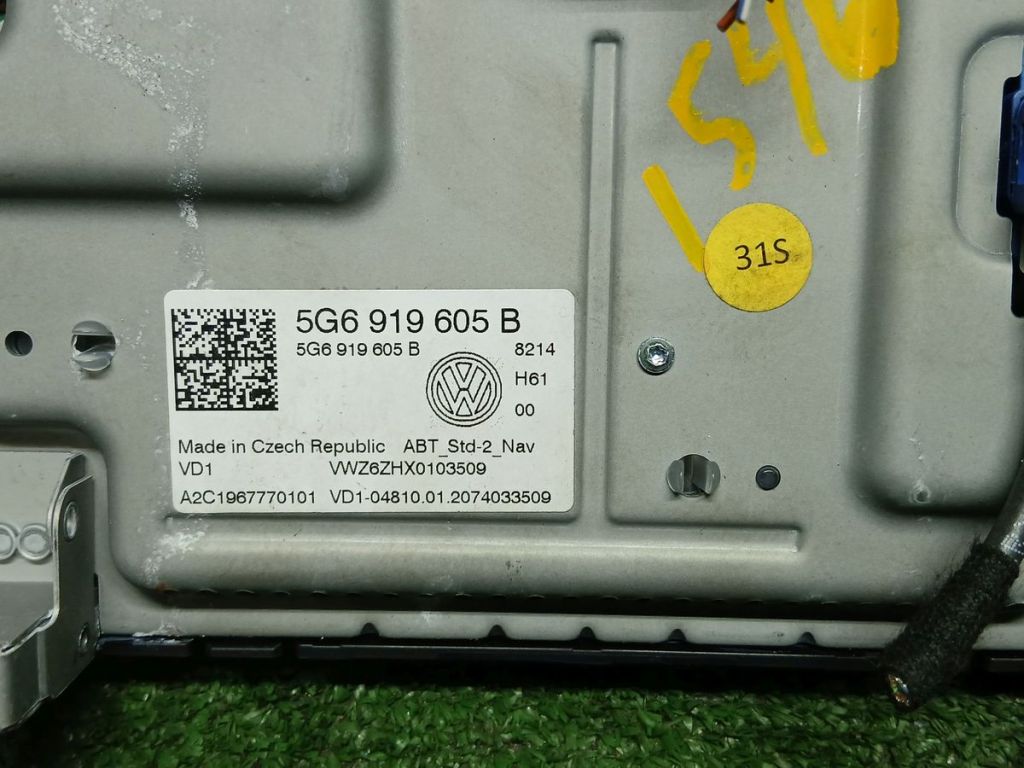 1546
31S
5G6 919 605 B
5G6 919 605 B
8214
H61
00
Made in Czech Republic ABT_Std-2_Nav
VD1 VWZ6ZHX0103509
A2C1967770101 VD1-04810.01.2074033509